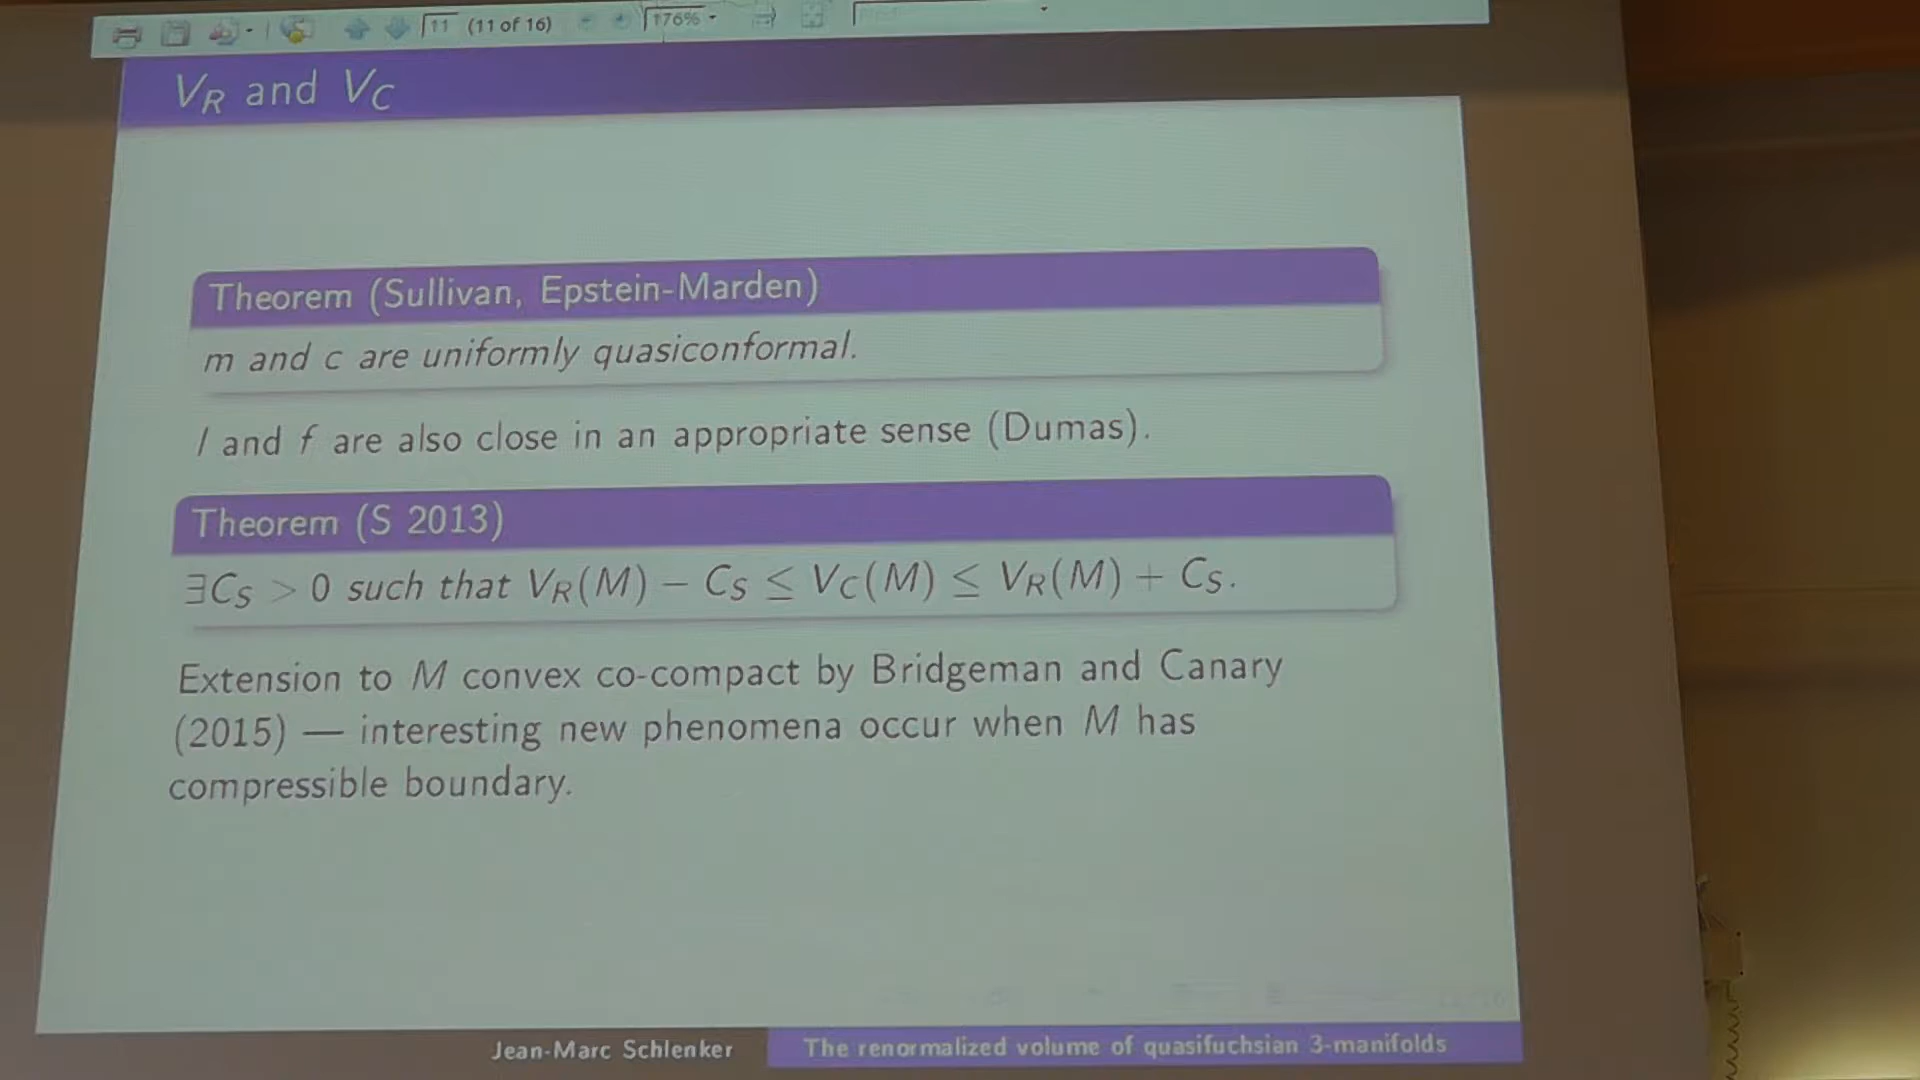 11 (11 of 16) 176%
V_R and V_C
Theorem (Sullivan, Epstein-Marden)
m and c are uniformly quasiconformal.
l and f are also close in an appropriate sense (Dumas).
Theorem (S 2013)
∃C_S > 0 such that V_R(M) − C_S ≤ V_C(M) ≤ V_R(M) + C_S.
Extension to M convex co-compact by Bridgeman and Canary
(2015) — interesting new phenomena occur when M has
compressible boundary.
Jean-Marc Schlenker The renormalized volume of quasifuchsian 3-manifolds